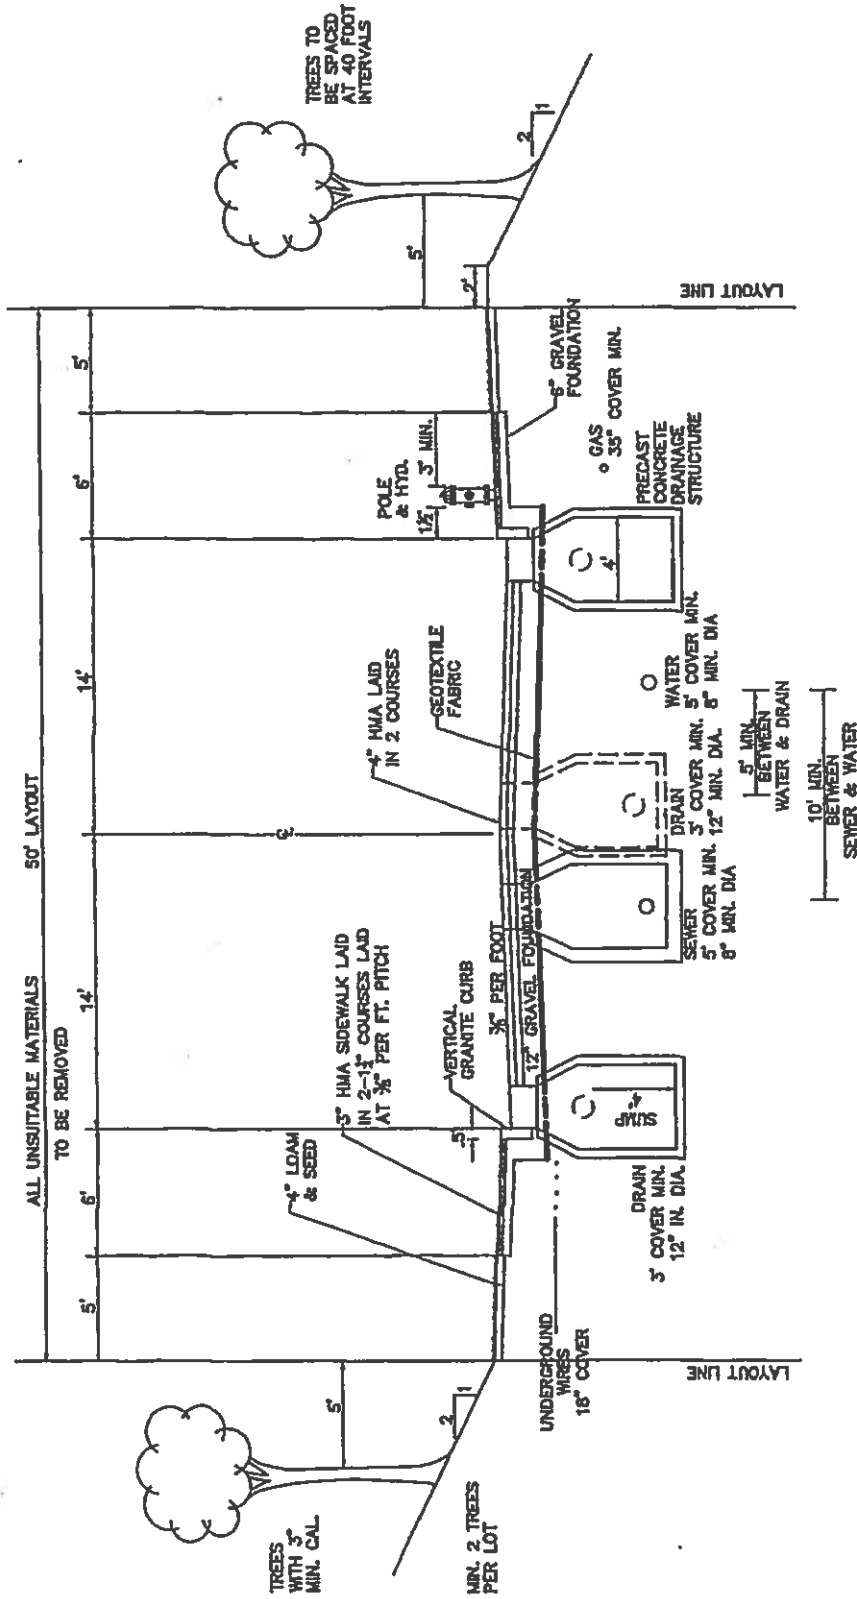 TREES
WITH 3"
MIN. CAL.
MIN. 2 TREES
PER LOT
5'
2
1
LAYOUT LINE
ALL UNSUITABLE MATERIALS
TO BE REMOVED
50' LAYOUT
5'
6'
14'
14'
6'
5'
4" LOAM
& SEED
3" HMA SIDEWALK LAID
IN 2-1½" COURSES LAID
AT ⅜" PER FT. PITCH
VERTICAL
GRANITE CURB
5"
⅜" PER FOOT
12" GRAVEL FOUNDATION
4" HMA LAID
IN 2 COURSES
GEOTEXTILE
FABRIC
POLE
& HYD.
1½'
3' MIN.
6" GRAVEL
FOUNDATION
GAS
35" COVER MIN.
PRECAST
CONCRETE
DRAINAGE
STRUCTURE
4'
UNDERGROUND
WIRES
18" COVER
DRAIN
3' COVER MIN.
12" IN. DIA.
SUMP
4'
SEWER
5' COVER MIN.
8" MIN. DIA
DRAIN
3' COVER MIN.
12" MIN. DIA.
WATER
5' COVER MIN.
8" MIN. DIA
5' MIN.
BETWEEN
WATER & DRAIN
10' MIN.
BETWEEN
SEWER & WATER
LAYOUT LINE
2'
5'
2
1
TREES TO
BE SPACED
AT 40 FOOT
INTERVALS